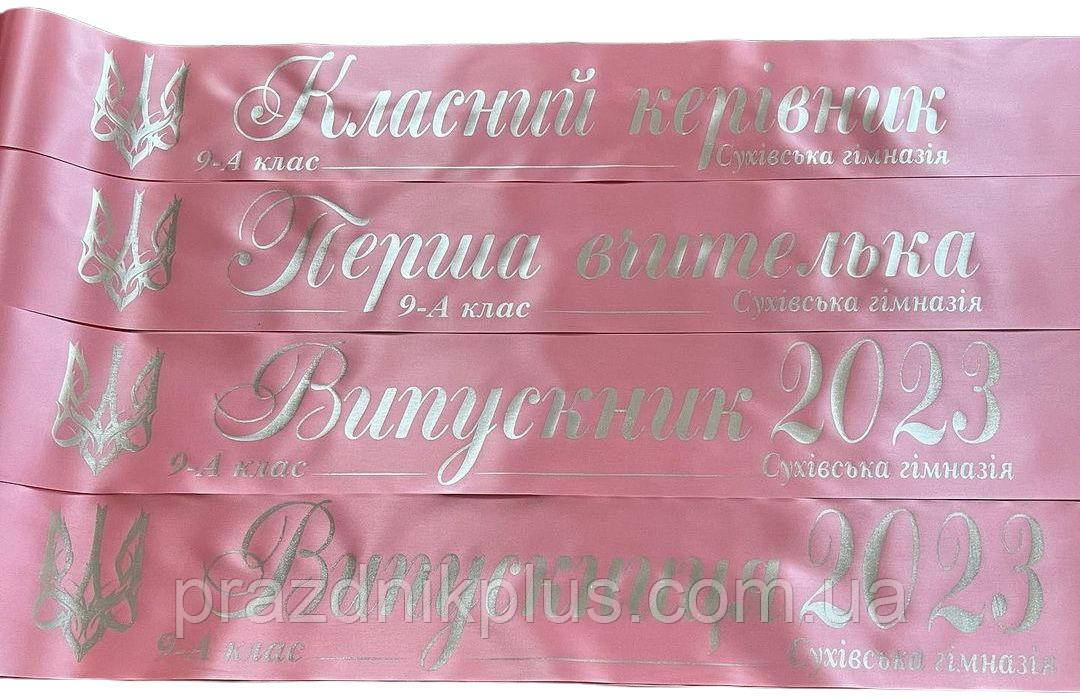 Класний керівник
9-А клас Сухівська гімназія
Перша вчителька
9-А клас Сухівська гімназія
Випускник 2023
9-А клас Сухівська гімназія
Випускниця 2023
prazdnikplus.com.ua
9-А клас Сухівська гімназія